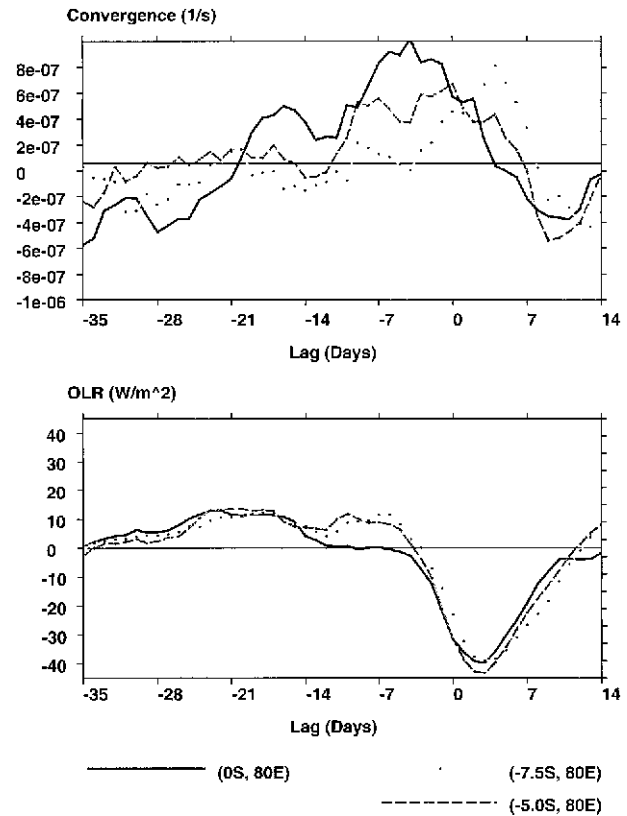 Convergence (1/s)
8e-07
6e-07
4e-07
2e-07
0
-2e-07
-4e-07
-6e-07
-8e-07
-1e-06
-35 -28 -21 -14 -7 0 7 14
Lag (Days)
OLR (W/m^2)
40
30
20
10
0
-10
-20
-30
-40
-35 -28 -21 -14 -7 0 7 14
Lag (Days)
(0S, 80E) (-7.5S, 80E)
(-5.0S, 80E)